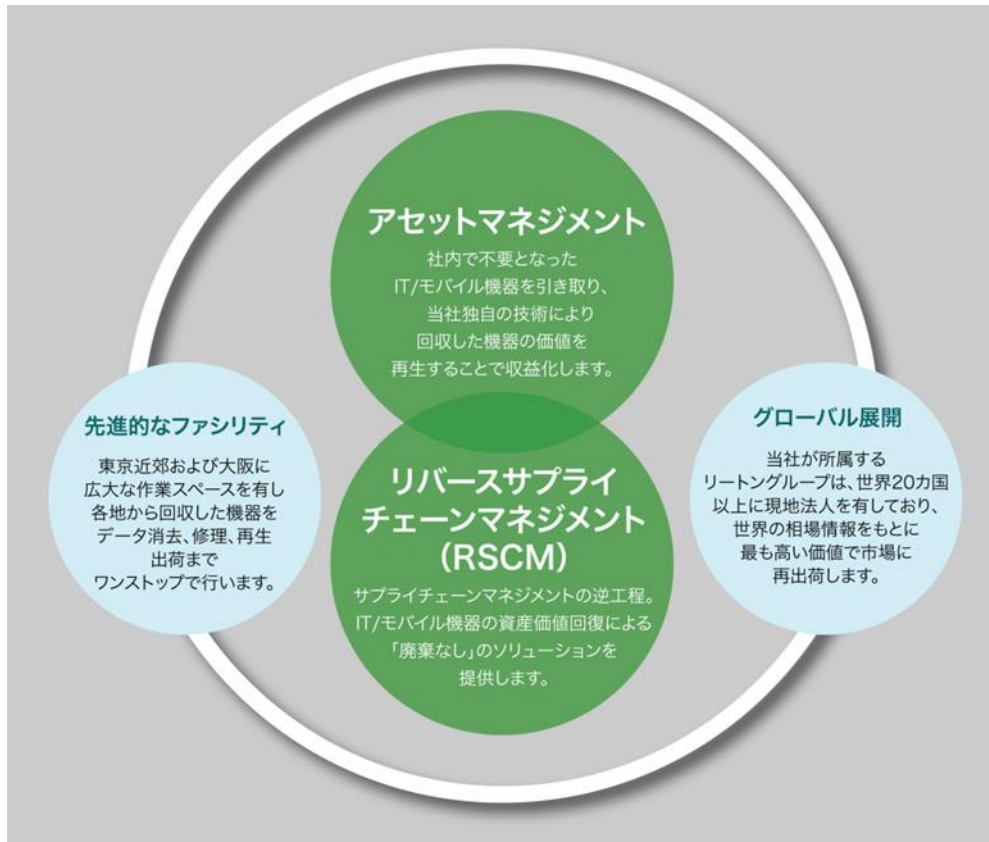 アセットマネジメント
社内で不要となった
IT/モバイル機器を引き取り、
当社独自の技術により
回収した機器の価値を
再生することで収益化します。
先進的なファシリティ
東京近郊および大阪に
広大な作業スペースを有し
各地から回収した機器を
データ消去、修理、再生
出荷まで
ワンストップで行います。
リバースサプライ
チェーンマネジメント
(RSCM)
サプライチェーンマネジメントの逆工程。
IT/モバイル機器の資産価値回復による
「廃棄なし」のソリューションを
提供します。
グローバル展開
当社が所属する
リートングループは、世界20カ国
以上に現地法人を有しており、
世界の相場情報をもとに
最も高い価値で市場に
再出荷します。